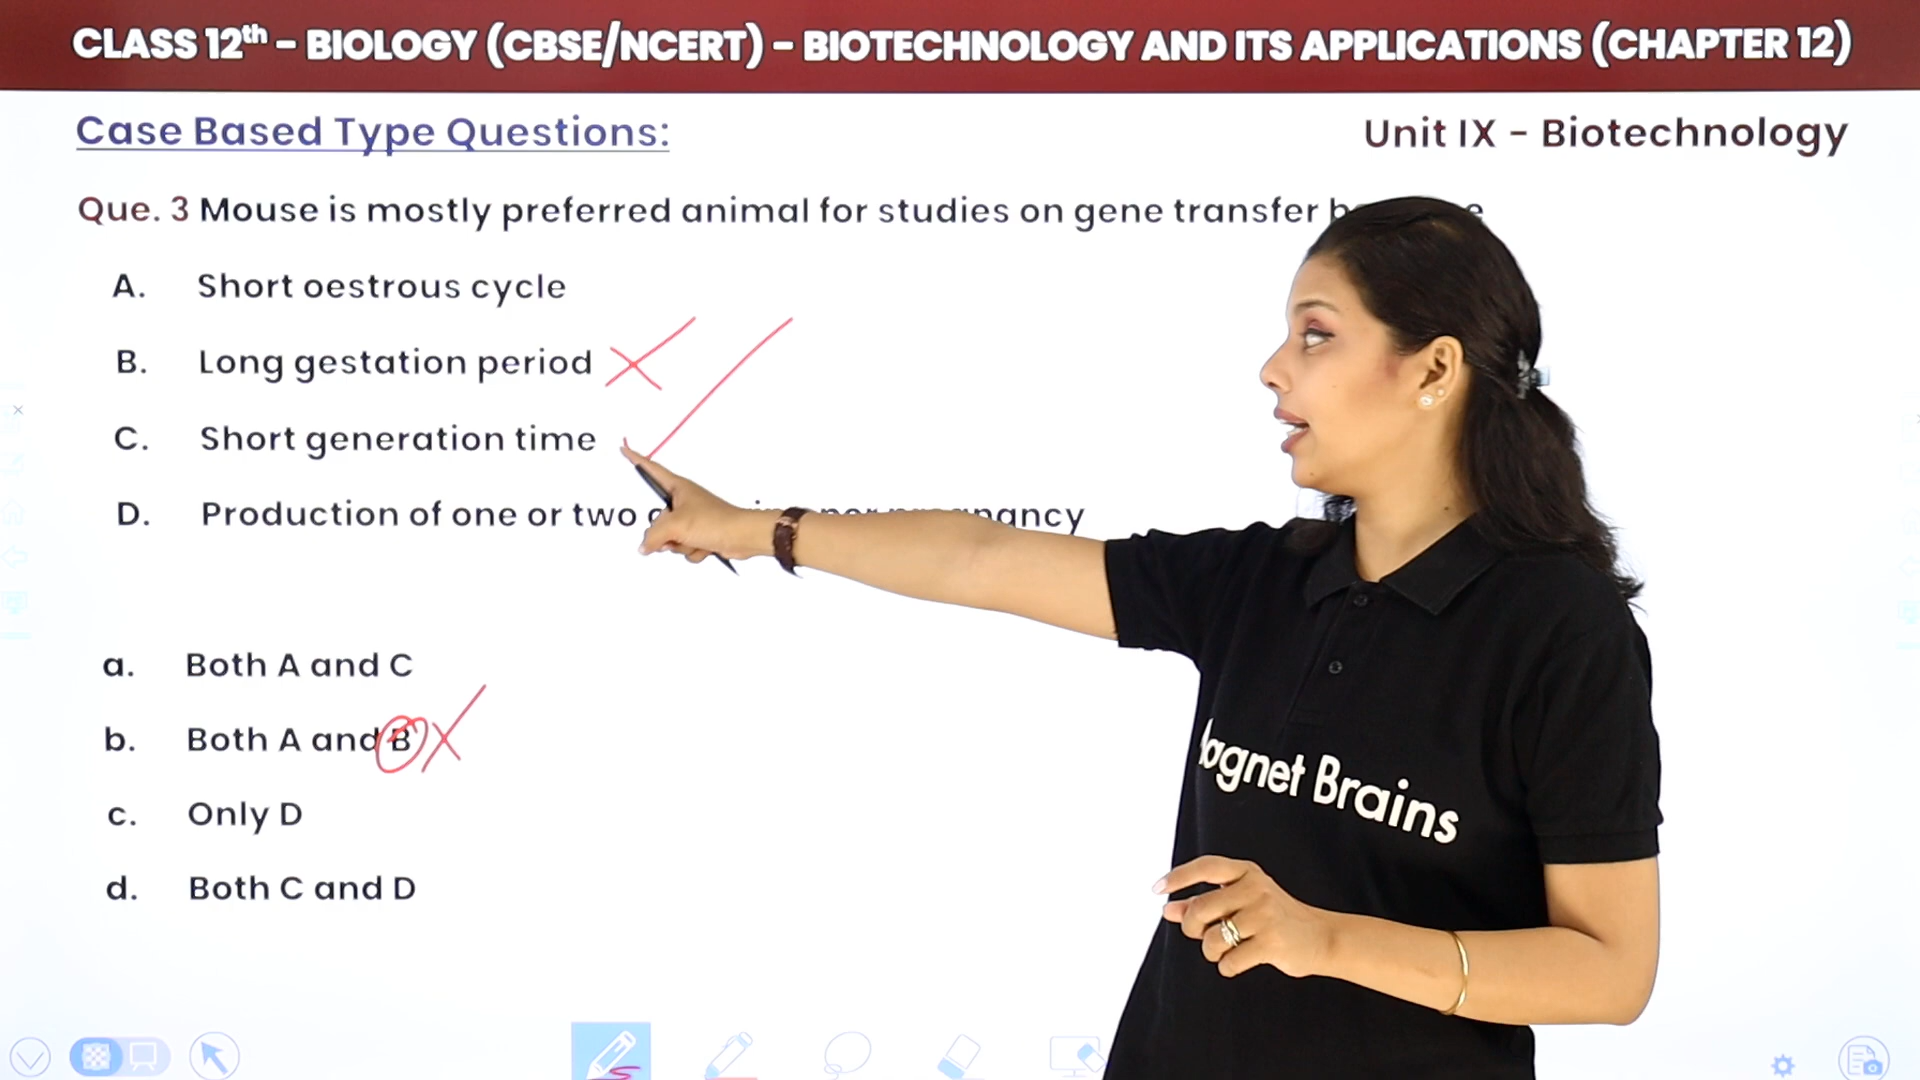 CLASS 12th – BIOLOGY (CBSE/NCERT) – BIOTECHNOLOGY AND ITS APPLICATIONS (CHAPTER 12)
Case Based Type Questions:
Unit IX – Biotechnology
Que. 3 Mouse is mostly preferred animal for studies on gene transfer
A. Short oestrous cycle
B. Long gestation period
C. Short generation time
D. Production of one or two
a. Both A and C
b. Both A and B
c. Only D
d. Both C and D
Brains